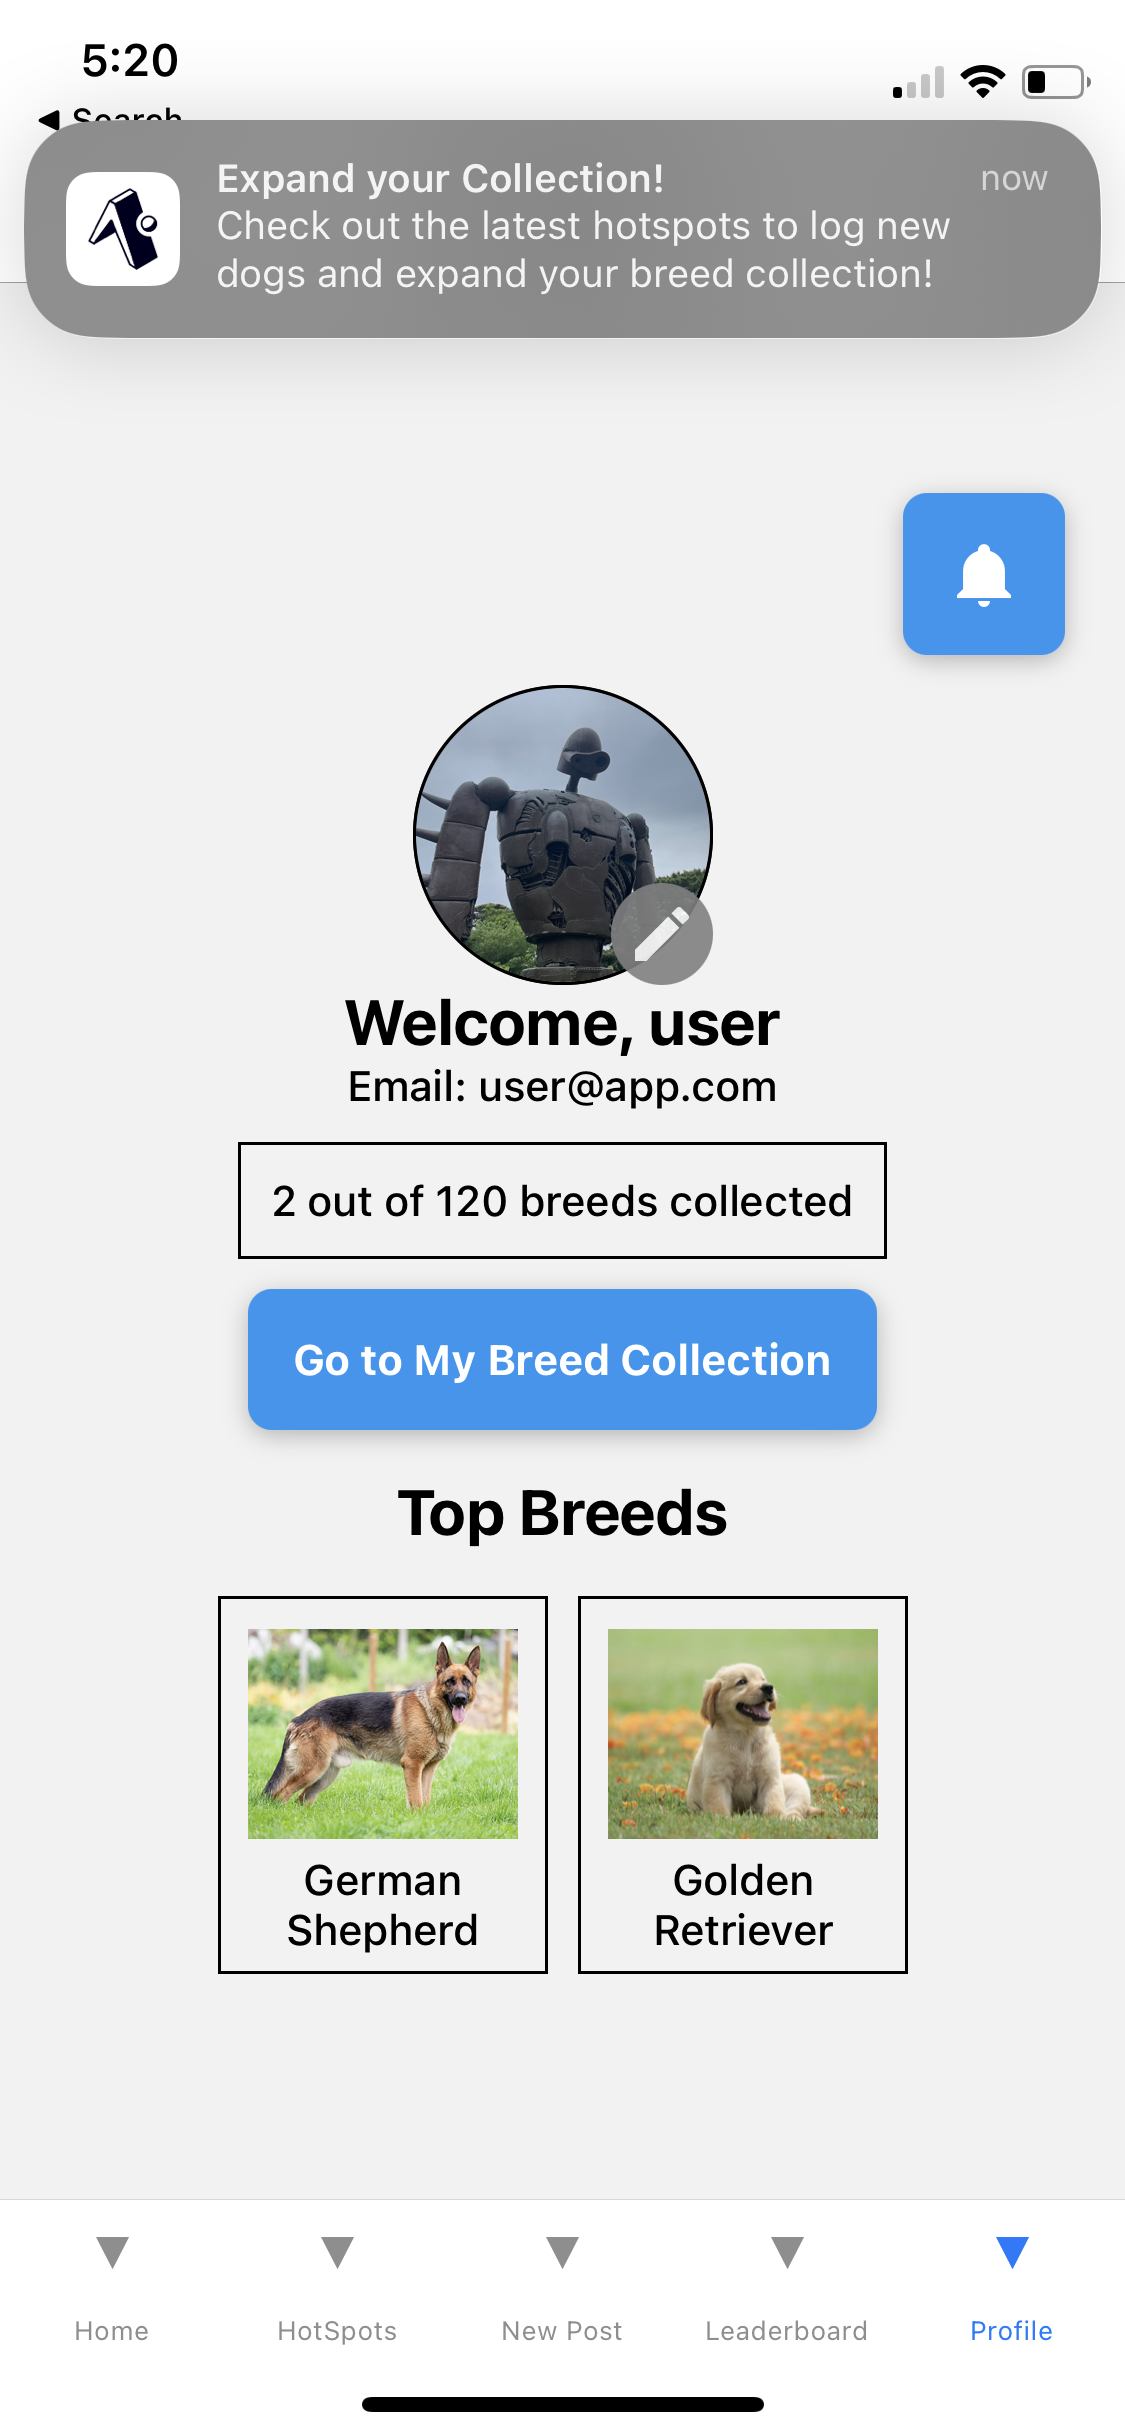 5:20
Search
Expand your Collection!
now
Check out the latest hotspots to log new
dogs and expand your breed collection!
Welcome, user
Email: user@app.com
2 out of 120 breeds collected
Go to My Breed Collection
Top Breeds
German
Shepherd
Golden
Retriever
Home
HotSpots
New Post
Leaderboard
Profile